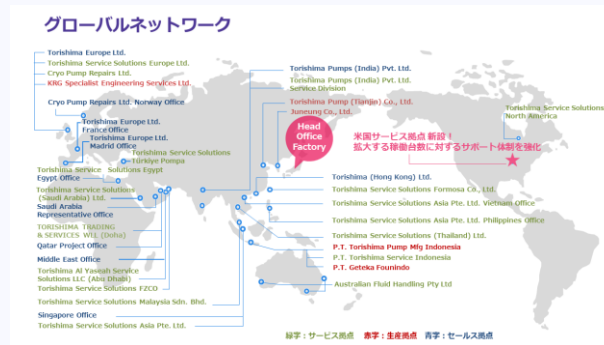 グローバルネットワーク
Torishima Europe Ltd.
Torishima Service Solutions Europe Ltd.
Cryo Pump Repairs Ltd.
KRG Specialist Engineering Services Ltd.
Cryo Pump Repairs Ltd. Norway Office
Torishima Europe Ltd.
France Office
Torishima Europe Ltd.
Madrid Office
Torishima Service Solutions
Türkiye Pompa
Torishima Service Solutions Egypt
Egypt Office
Torishima Service Solutions
(Saudi Arabia) Ltd.
Saudi Arabia
Representative Office
TORISHIMA TRADING
& SERVICES WLL (Doha)
Qatar Project Office
Middle East Office
Torishima Al Yaseah Service
Solutions LLC (Abu Dhabi)
Torishima Service Solutions FZCO
Torishima Service Solutions Malaysia Sdn. Bhd.
Singapore Office
Torishima Service Solutions Asia Pte. Ltd.
Torishima Pumps (India) Pvt. Ltd.
Torishima Pumps (India) Pvt. Ltd.
Service Division
Torishima Pump (Tianjin) Co., Ltd.
Juneung Co., Ltd.
Head
Office
Factory
米国サービス拠点 新設！
拡大する稼働台数に対するサポート体制を強化
Torishima Service Solutions
North America
Torishima (Hong Kong) Ltd.
Torishima Service Solutions Formosa Co., Ltd.
Torishima Service Solutions Asia Pte. Ltd. Vietnam Office
Torishima Service Solutions Asia Pte. Ltd. Philippines Office
Torishima Service Solutions (Thailand) Ltd.
P.T. Torishima Pump Mfg Indonesia
P.T. Torishima Service Indonesia
P.T. Geteka Founindo
Australian Fluid Handling Pty Ltd
緑字：サービス拠点 赤字：生産拠点 青字：セールス拠点